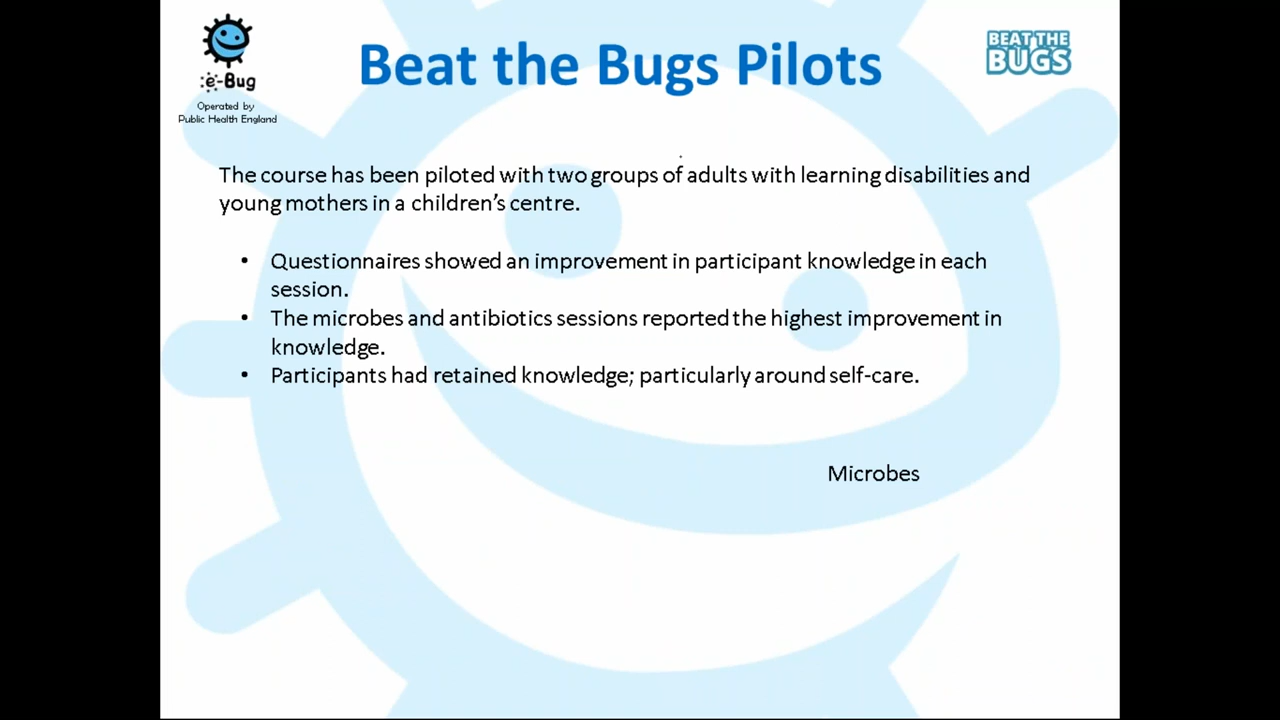 e-Bug
Operated by
Public Health England
Beat the Bugs Pilots
BEAT THE
BUGS
The course has been piloted with two groups of adults with learning disabilities and
young mothers in a children’s centre.
• Questionnaires showed an improvement in participant knowledge in each
session.
• The microbes and antibiotics sessions reported the highest improvement in
knowledge.
• Participants had retained knowledge; particularly around self-care.
Microbes